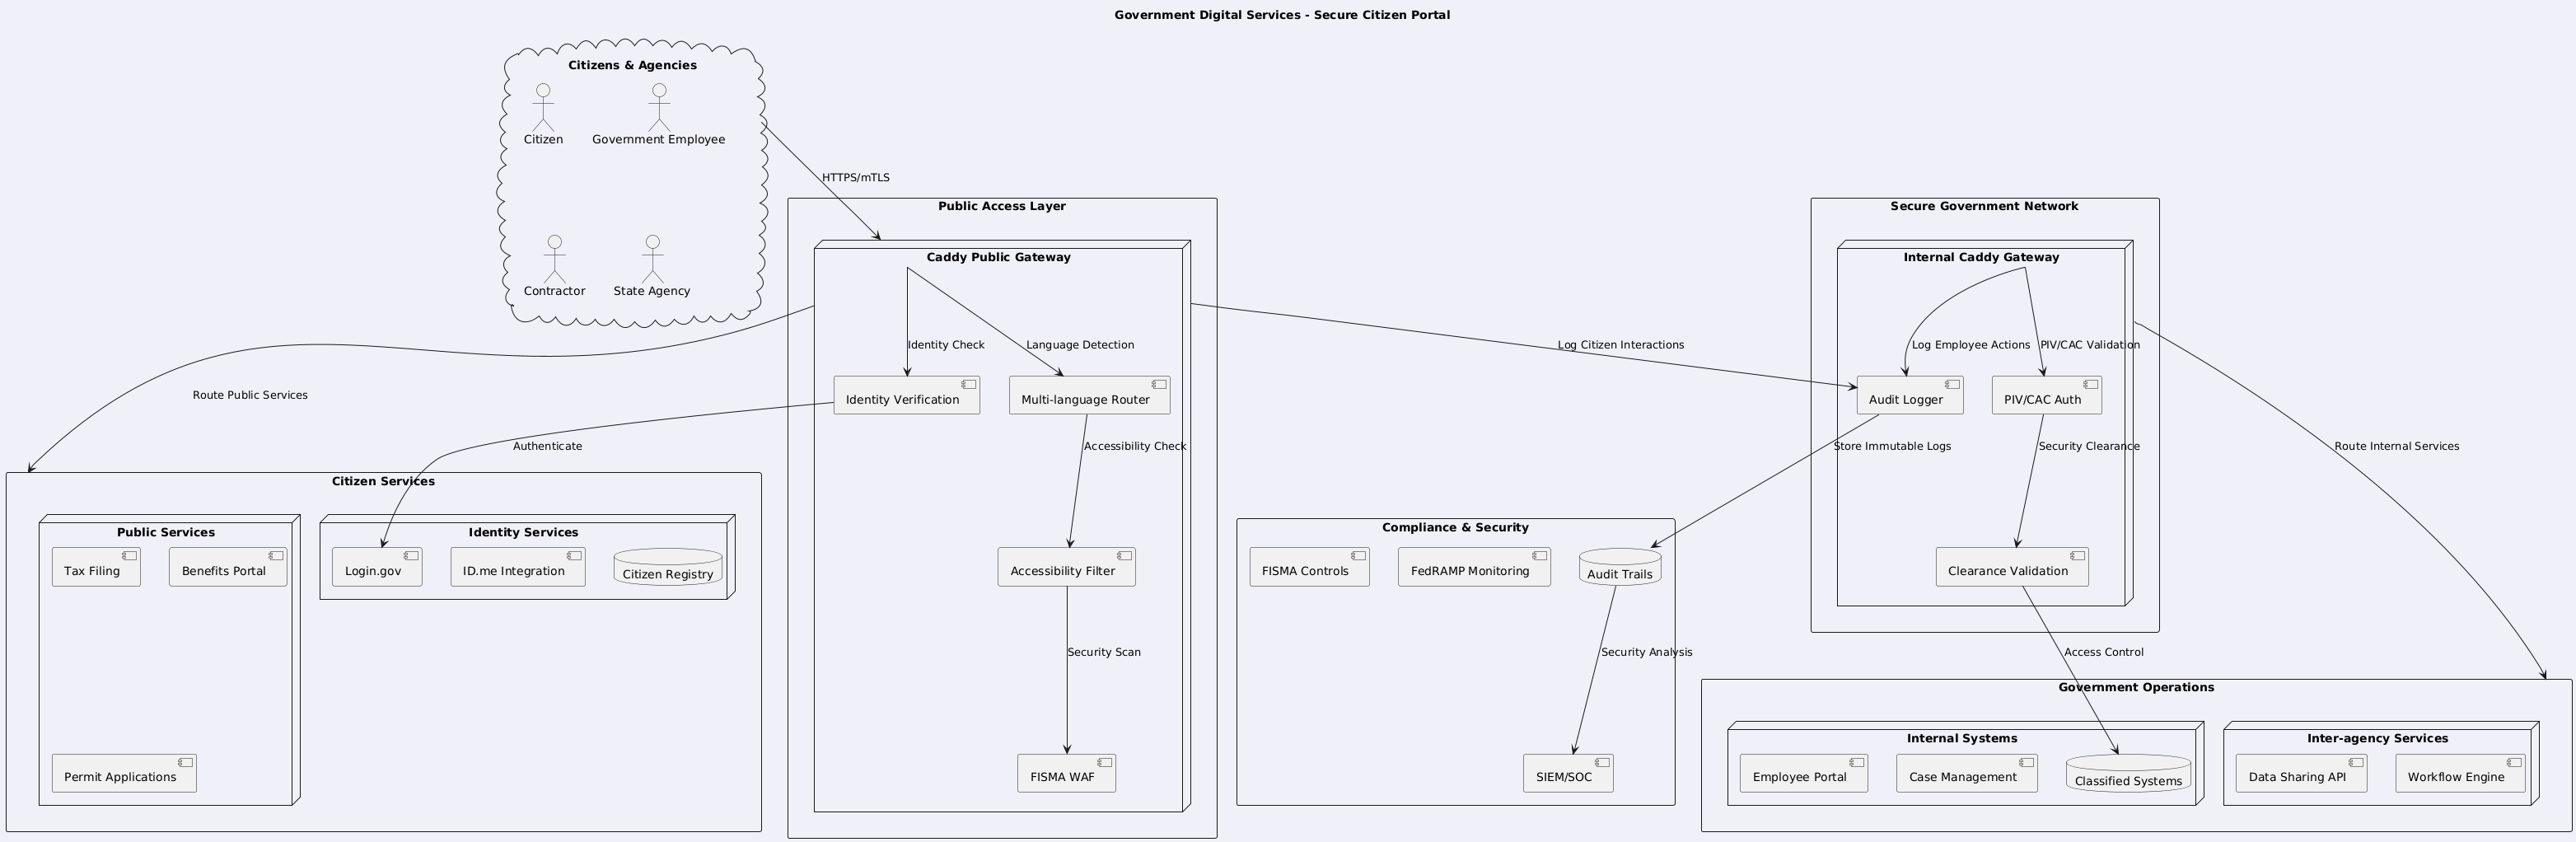 Government Digital Services - Secure Citizen Portal
Citizens & Agencies
Citizen
Government Employee
Contractor
State Agency
HTTPS/mTLS
Public Access Layer
Caddy Public Gateway
Identity Check
Language Detection
Identity Verification
Multi-language Router
Accessibility Check
Accessibility Filter
Security Scan
FISMA WAF
Secure Government Network
Internal Caddy Gateway
Log Citizen Interactions
Log Employee Actions
PIV/CAC Validation
Audit Logger
PIV/CAC Auth
Store Immutable Logs
Security Clearance
Clearance Validation
Route Internal Services
Access Control
Route Public Services
Authenticate
Citizen Services
Public Services
Tax Filing
Benefits Portal
Permit Applications
Identity Services
Login.gov
ID.me Integration
Citizen Registry
Compliance & Security
FISMA Controls
FedRAMP Monitoring
Audit Trails
Security Analysis
SIEM/SOC
Government Operations
Internal Systems
Employee Portal
Case Management
Classified Systems
Inter-agency Services
Data Sharing API
Workflow Engine